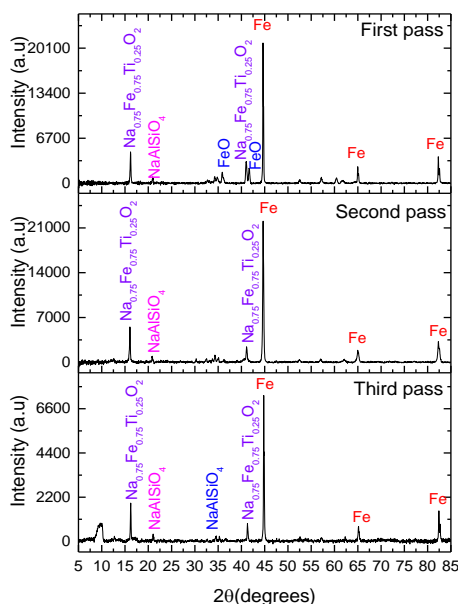 First pass
Intensity (a.u)
20100
13400
6700
0
Na0.75Fe0.75Ti0.25O2
NaAlSiO4
FeO
Na0.75Fe0.75Ti0.25O2
FeO
Fe
Fe
Fe
Second pass
Intensity (a.u)
21000
14000
7000
0
Na0.75Fe0.75Ti0.25O2
NaAlSiO4
Na0.75Fe0.75Ti0.25O2
Fe
Fe
Fe
Third pass
Intensity (a.u)
6600
4400
2200
0
Na0.75Fe0.75Ti0.25O2
NaAlSiO4
NaAlSiO4
Na0.75Fe0.75Ti0.25O2
Fe
Fe
Fe
5 10 15 20 25 30 35 40 45 50 55 60 65 70 75 80 85
2θ(degrees)